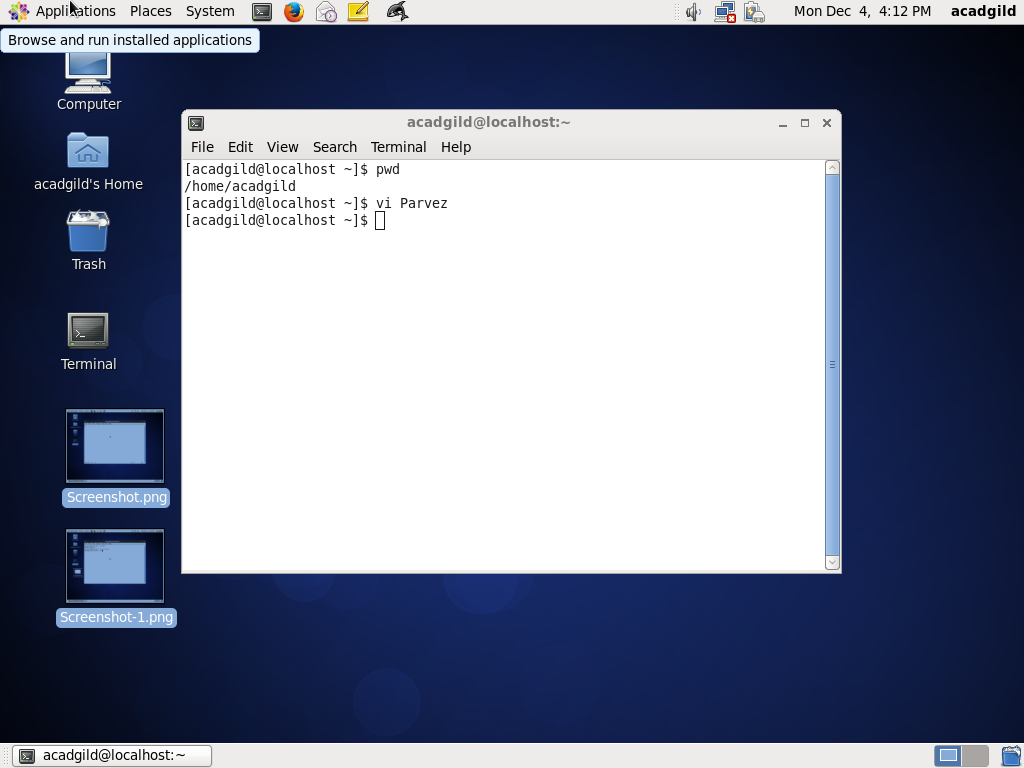 Applications Places System Mon Dec  4,  4:12 PM acadgild
Browse and run installed applications
Computer
acadgild's Home
Trash
Terminal
Screenshot.png
Screenshot-1.png
acadgild@localhost:~
File Edit View Search Terminal Help
[acadgild@localhost ~]$ pwd
/home/acadgild
[acadgild@localhost ~]$ vi Parvez
[acadgild@localhost ~]$
acadgild@localhost:~